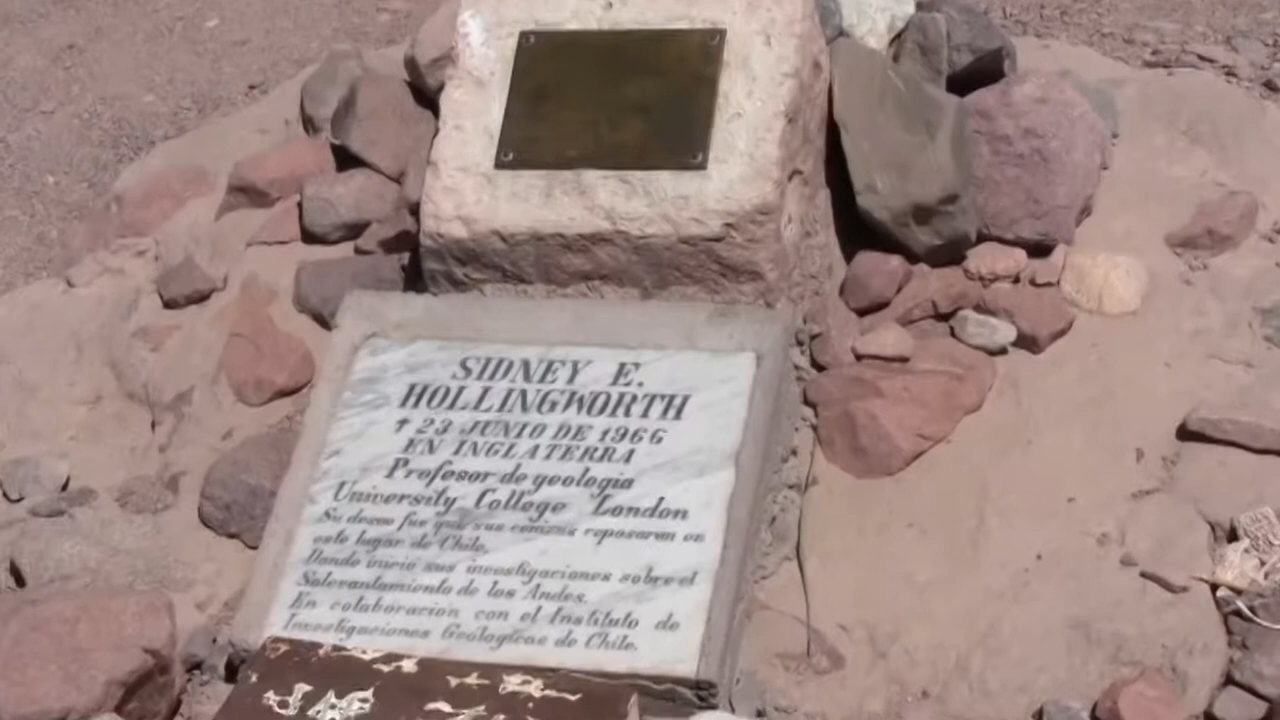 SIDNEY E.
HOLLINGWORTH
† 23 JUNIO DE 1966
EN INGLATERRA
Profesor de geologia
University College London
Su deseo fue que sus cenizas reposaran en
este lugar de Chile,
Donde inicio sus investigaciones sobre el
Solevantamiento de los Andes.
En colaboracion con el Instituto de
Investigaciones Geologicas de Chile.